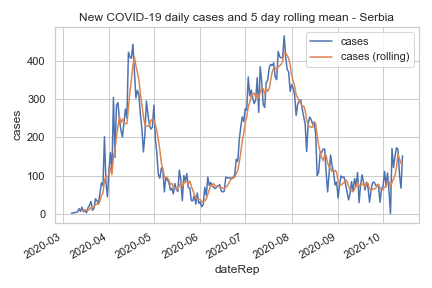 New COVID-19 daily cases and 5 day rolling mean - Serbia
cases
cases (rolling)
400
300
200
100
0
cases
2020-03
2020-04
2020-05
2020-06
2020-07
2020-08
2020-09
2020-10
dateRep